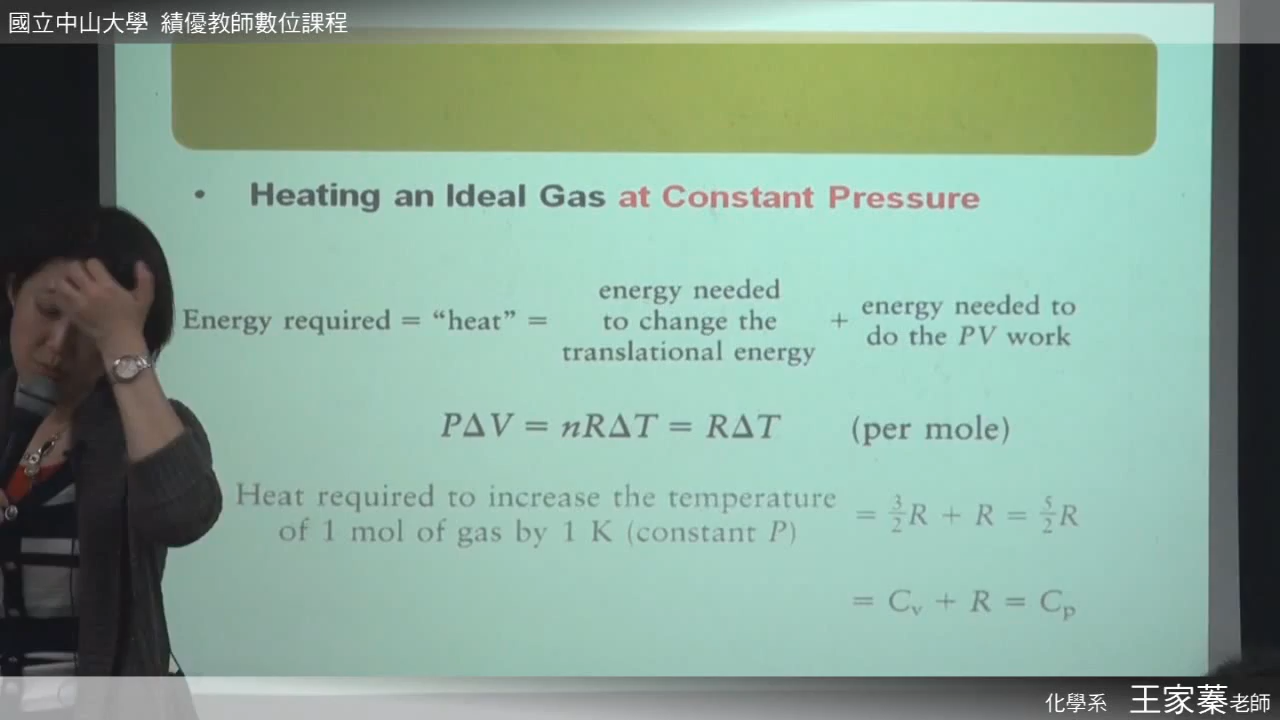 國立中山大學 績優教師數位課程
• Heating an Ideal Gas at Constant Pressure
energy needed
to change the
translational energy
Energy required = “heat” =
+
energy needed to
do the PV work
PΔV = nRΔT = RΔT (per mole)
Heat required to increase the temperature
of 1 mol of gas by 1 K (constant P)
= 3/2 R + R = 5/2 R
= Cv + R = Cp
化學系 王家蓁老師